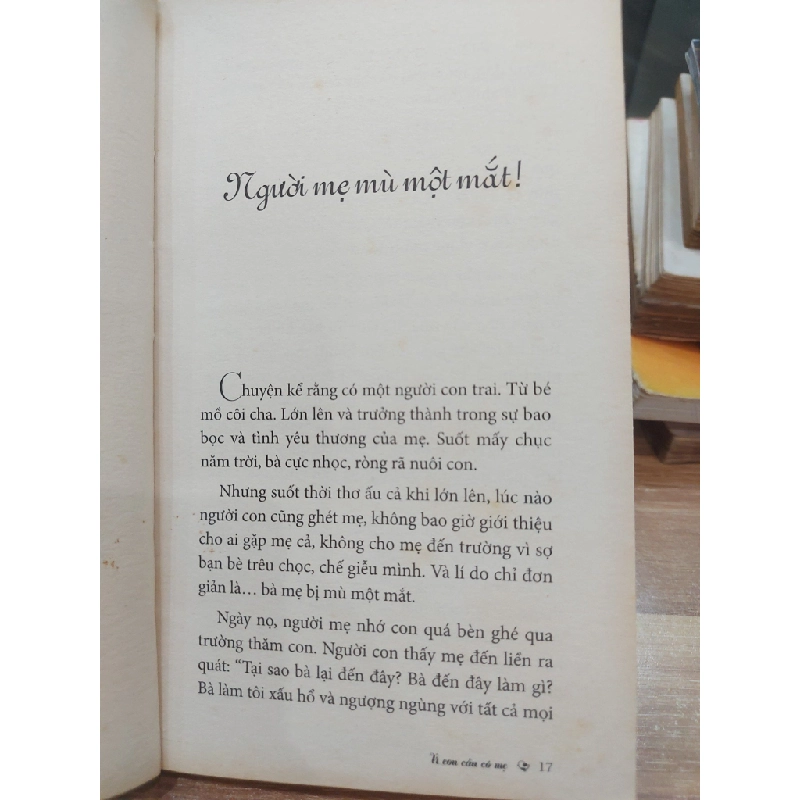 Người mẹ mù một mắt!
Chuyện kể rằng có một người con trai. Từ bé
mồ côi cha. Lớn lên và trưởng thành trong sự bao
bọc và tình yêu thương của mẹ. Suốt mấy chục
năm trời, bà cực nhọc, ròng rã nuôi con.
Nhưng suốt thời thơ ấu cả khi lớn lên, lúc nào
người con cũng ghét mẹ, không bao giờ giới thiệu
cho ai gặp mẹ cả, không cho mẹ đến trường vì sợ
bạn bè trêu chọc, chế giễu mình. Và lí do chỉ đơn
giản là... bà mẹ bị mù một mắt.
Ngày nọ, người mẹ nhớ con quá bèn ghé qua
trường thăm con. Người con thấy mẹ đến liền ra
quát: “Tại sao bà lại đến đây? Bà đến đây làm gì?
Bà làm tôi xấu hổ và ngượng ngùng với tất cả mọi
Vì con cần có mẹ 17